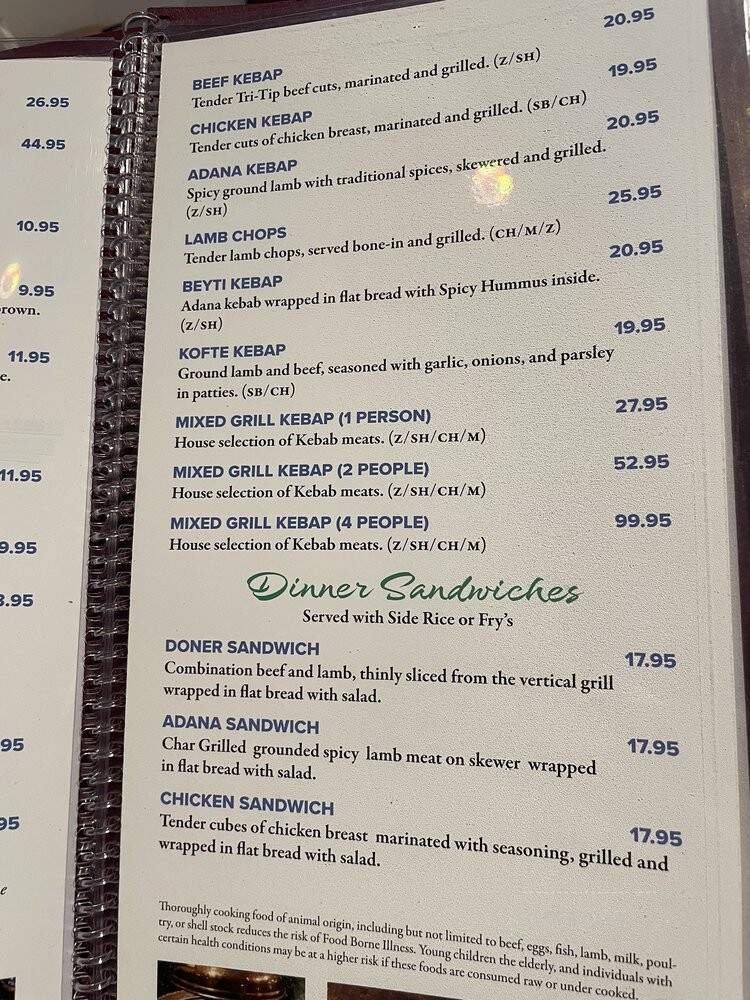 26.95
44.95
10.95
9.95
rown.
11.95
e.
11.95
9.95
3.95
95
95
e
BEEF KEBAP 20.95
Tender Tri-Tip beef cuts, marinated and grilled. (Z/SH)
CHICKEN KEBAP 19.95
Tender cuts of chicken breast, marinated and grilled. (SB/CH)
ADANA KEBAP 20.95
Spicy ground lamb with traditional spices, skewered and grilled.
(Z/SH)
LAMB CHOPS 25.95
Tender lamb chops, served bone-in and grilled. (CH/M/Z)
BEYTI KEBAP 20.95
Adana kebab wrapped in flat bread with Spicy Hummus inside.
(Z/SH)
KOFTE KEBAP 19.95
Ground lamb and beef, seasoned with garlic, onions, and parsley
in patties. (SB/CH)
MIXED GRILL KEBAP (1 PERSON) 27.95
House selection of Kebab meats. (Z/SH/CH/M)
MIXED GRILL KEBAP (2 PEOPLE) 52.95
House selection of Kebab meats. (Z/SH/CH/M)
MIXED GRILL KEBAP (4 PEOPLE) 99.95
House selection of Kebab meats. (Z/SH/CH/M)
Dinner Sandwiches
Served with Side Rice or Fry's
DONER SANDWICH 17.95
Combination beef and lamb, thinly sliced from the vertical grill
wrapped in flat bread with salad.
ADANA SANDWICH 17.95
Char Grilled grounded spicy lamb meat on skewer wrapped
in flat bread with salad.
CHICKEN SANDWICH 17.95
Tender cubes of chicken breast marinated with seasoning, grilled and
wrapped in flat bread with salad.
Thoroughly cooking food of animal origin, including but not limited to beef, eggs, fish, lamb, milk, poul-
try, or shell stock reduces the risk of Food Borne Illness. Young children the elderly, and individuals with
certain health conditions may be at a higher risk if these foods are consumed raw or under cooked.